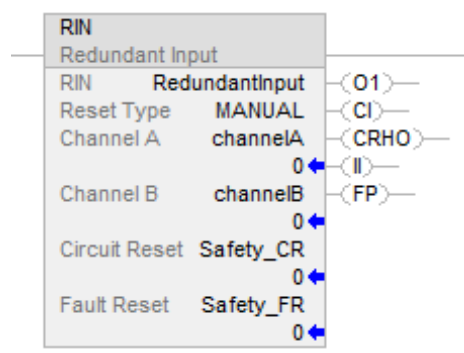 RIN
Redundant Input
RIN RedundantInput O1
Reset Type MANUAL CI
Channel A channelA CRHO
0 II
Channel B channelB FP
0
Circuit Reset Safety_CR
0
Fault Reset Safety_FR
0